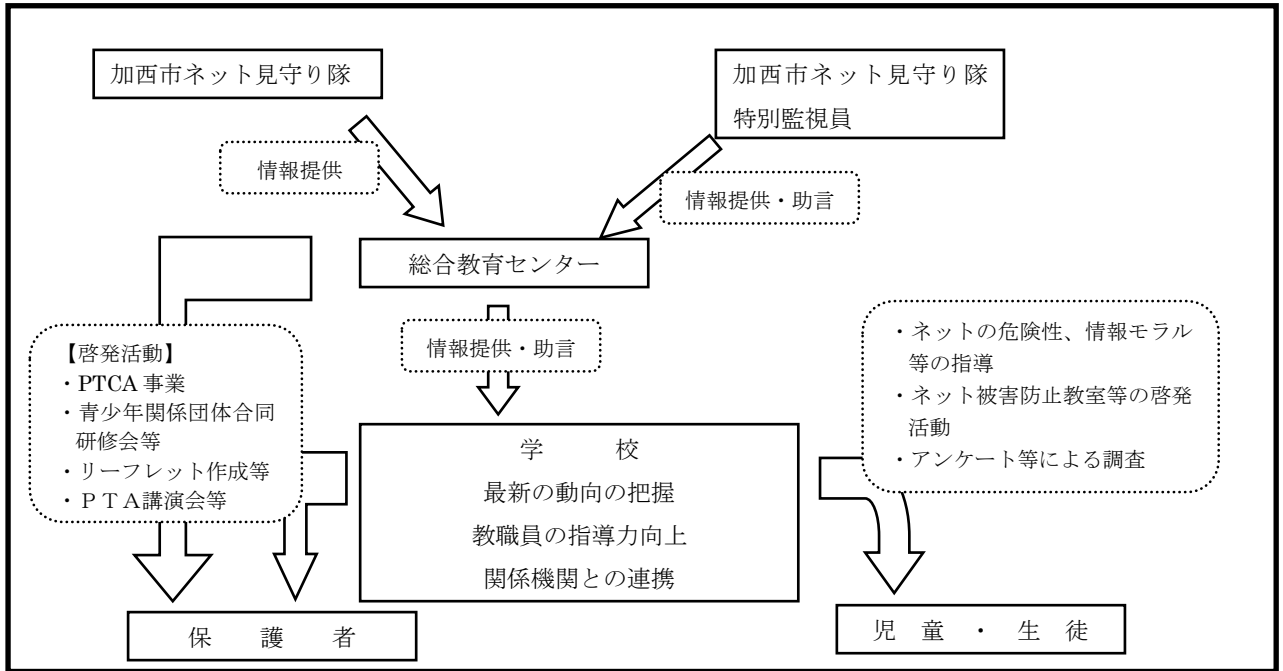 加西市ネット見守り隊
加西市ネット見守り隊
特別監視員
情報提供
情報提供・助言
総合教育センター
情報提供・助言
【啓発活動】
・PTCA 事業
・青少年関係団体合同
研修会等
・リーフレット作成等
・ＰＴＡ講演会等
・ネットの危険性、情報モラル
等の指導
・ネット被害防止教室等の啓発
活動
・アンケート等による調査
学　　校
最新の動向の把握
教職員の指導力向上
関係機関との連携
保　護　者
児　童　・　生　徒